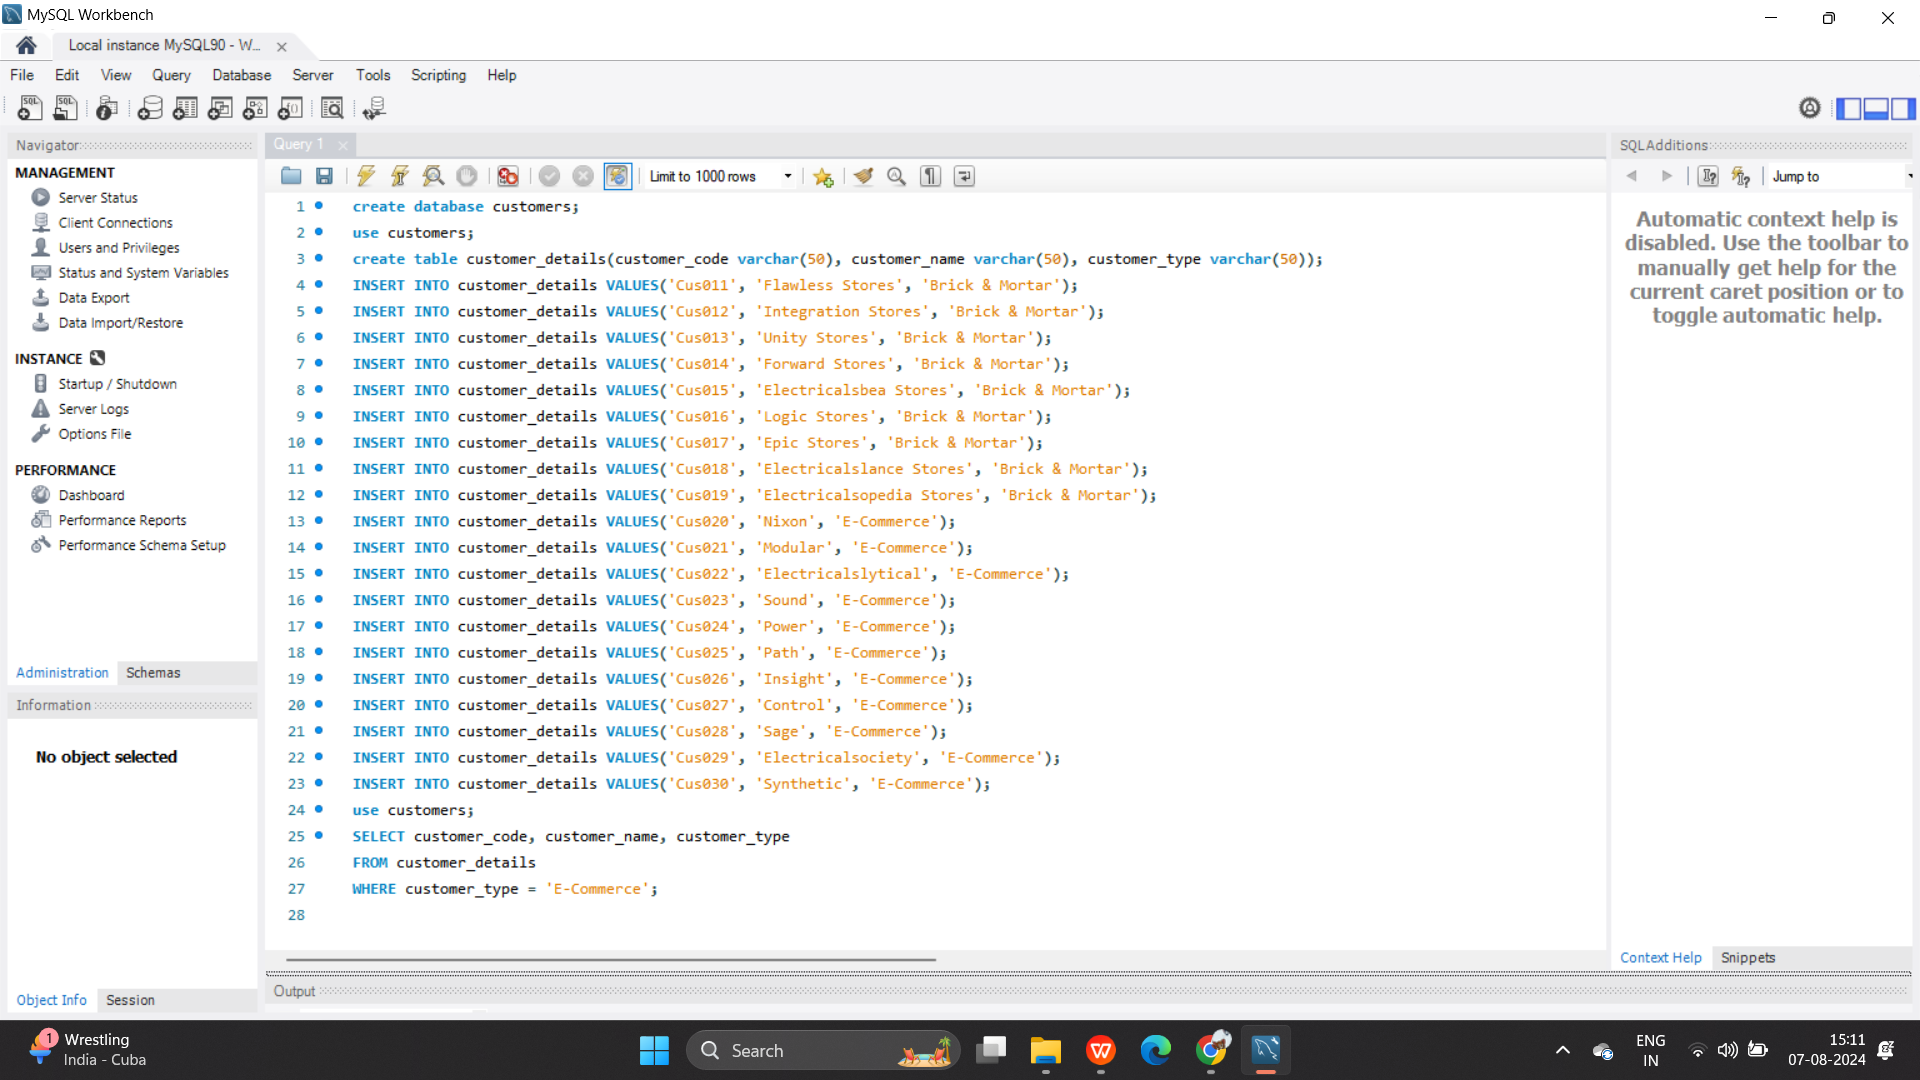 MySQL Workbench
Local instance MySQL90 - W...
File Edit View Query Database Server Tools Scripting Help
Navigator
MANAGEMENT
Server Status
Client Connections
Users and Privileges
Status and System Variables
Data Export
Data Import/Restore
INSTANCE
Startup / Shutdown
Server Logs
Options File
PERFORMANCE
Dashboard
Performance Reports
Performance Schema Setup
Administration Schemas
Information
No object selected
Object Info Session
Query 1
Limit to 1000 rows
1 create database customers;
2 use customers;
3 create table customer_details(customer_code varchar(50), customer_name varchar(50), customer_type varchar(50));
4 INSERT INTO customer_details VALUES('Cus011', 'Flawless Stores', 'Brick & Mortar');
5 INSERT INTO customer_details VALUES('Cus012', 'Integration Stores', 'Brick & Mortar');
6 INSERT INTO customer_details VALUES('Cus013', 'Unity Stores', 'Brick & Mortar');
7 INSERT INTO customer_details VALUES('Cus014', 'Forward Stores', 'Brick & Mortar');
8 INSERT INTO customer_details VALUES('Cus015', 'Electricalsbea Stores', 'Brick & Mortar');
9 INSERT INTO customer_details VALUES('Cus016', 'Logic Stores', 'Brick & Mortar');
10 INSERT INTO customer_details VALUES('Cus017', 'Epic Stores', 'Brick & Mortar');
11 INSERT INTO customer_details VALUES('Cus018', 'Electricalslance Stores', 'Brick & Mortar');
12 INSERT INTO customer_details VALUES('Cus019', 'Electricalsopedia Stores', 'Brick & Mortar');
13 INSERT INTO customer_details VALUES('Cus020', 'Nixon', 'E-Commerce');
14 INSERT INTO customer_details VALUES('Cus021', 'Modular', 'E-Commerce');
15 INSERT INTO customer_details VALUES('Cus022', 'Electricalslytical', 'E-Commerce');
16 INSERT INTO customer_details VALUES('Cus023', 'Sound', 'E-Commerce');
17 INSERT INTO customer_details VALUES('Cus024', 'Power', 'E-Commerce');
18 INSERT INTO customer_details VALUES('Cus025', 'Path', 'E-Commerce');
19 INSERT INTO customer_details VALUES('Cus026', 'Insight', 'E-Commerce');
20 INSERT INTO customer_details VALUES('Cus027', 'Control', 'E-Commerce');
21 INSERT INTO customer_details VALUES('Cus028', 'Sage', 'E-Commerce');
22 INSERT INTO customer_details VALUES('Cus029', 'Electricalsociety', 'E-Commerce');
23 INSERT INTO customer_details VALUES('Cus030', 'Synthetic', 'E-Commerce');
24 use customers;
25 SELECT customer_code, customer_name, customer_type
26 FROM customer_details
27 WHERE customer_type = 'E-Commerce';
28
Output
SQLAdditions
Jump to
Automatic context help is
disabled. Use the toolbar to
manually get help for the
current caret position or to
toggle automatic help.
Context Help Snippets
1
Wrestling
India - Cuba
Search
ENG
IN
15:11
07-08-2024